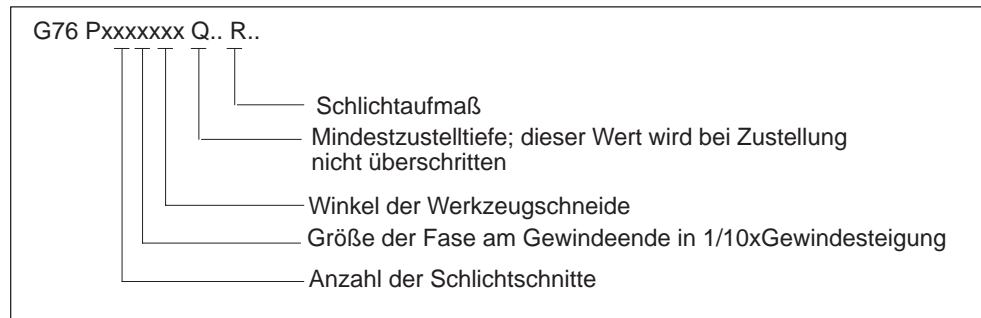 G76 Pxxxxxxx Q.. R..
Schlichtaufmaß
Mindestzustelltiefe; dieser Wert wird bei Zustellung
nicht überschritten
Winkel der Werkzeugschneide
Größe der Fase am Gewindeende in 1/10xGewindesteigung
Anzahl der Schlichtschnitte